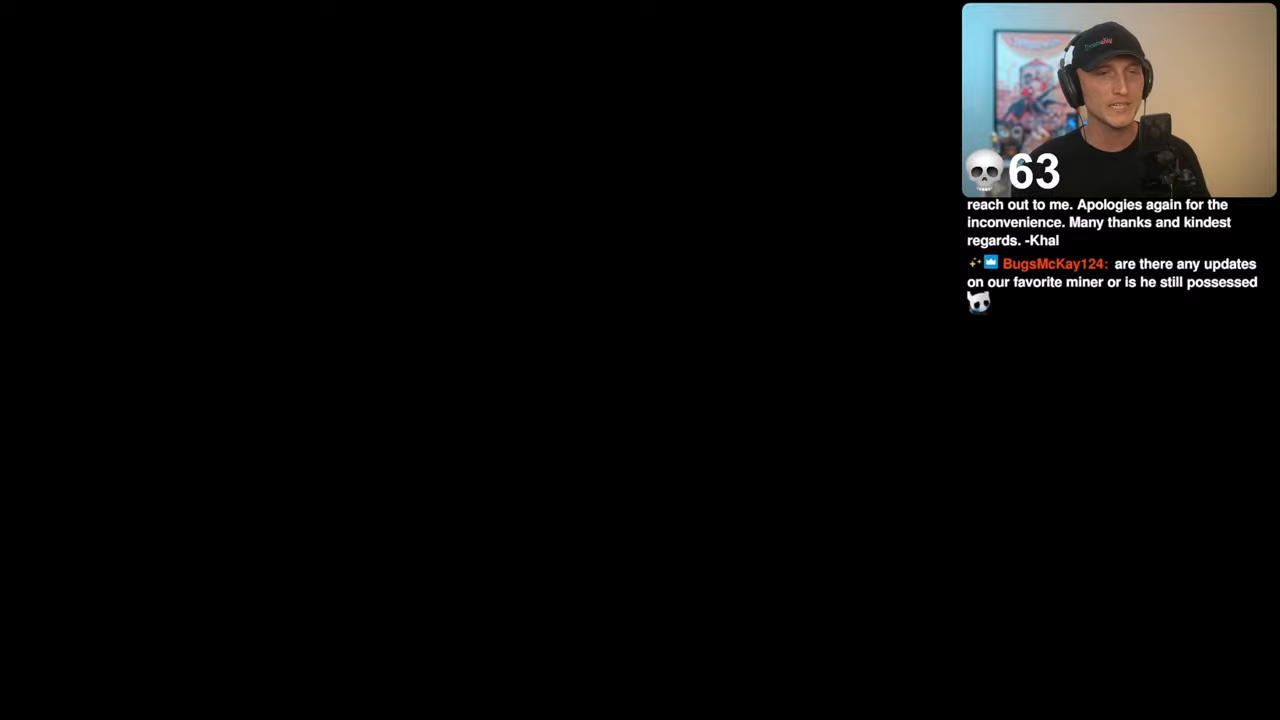 63
reach out to me. Apologies again for the
inconvenience. Many thanks and kindest
regards. -Khal
BugsMcKay124: are there any updates
on our favorite miner or is he still possessed